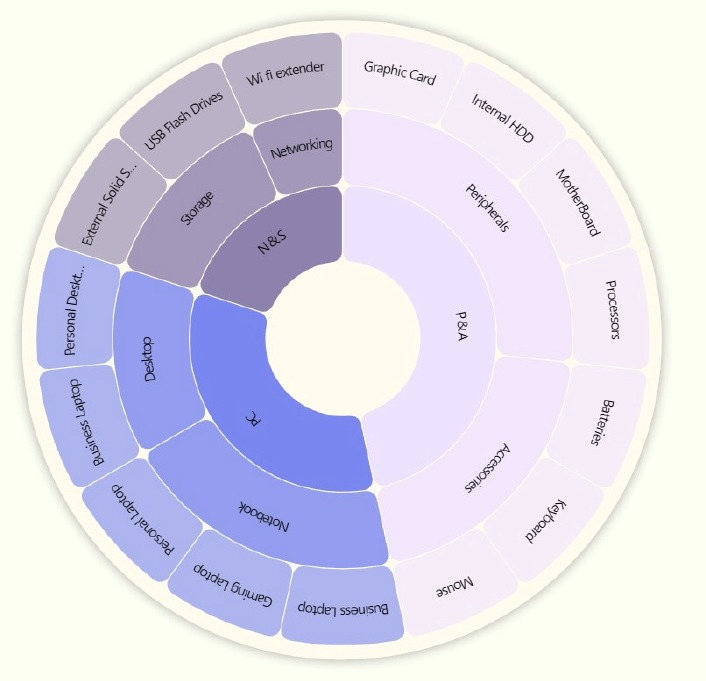 Wi fi extender
Graphic Card
Internal HDD
MotherBoard
Processors
Batteries
Keyboard
Mouse
Business Laptop
Gaming Laptop
Personal Laptop
Business Laptop
Personal Deskt...
External Solid S...
USB Flash Drives
Networking
Peripherals
Accessories
Notebook
Desktop
Storage
N&S
P&A
PC